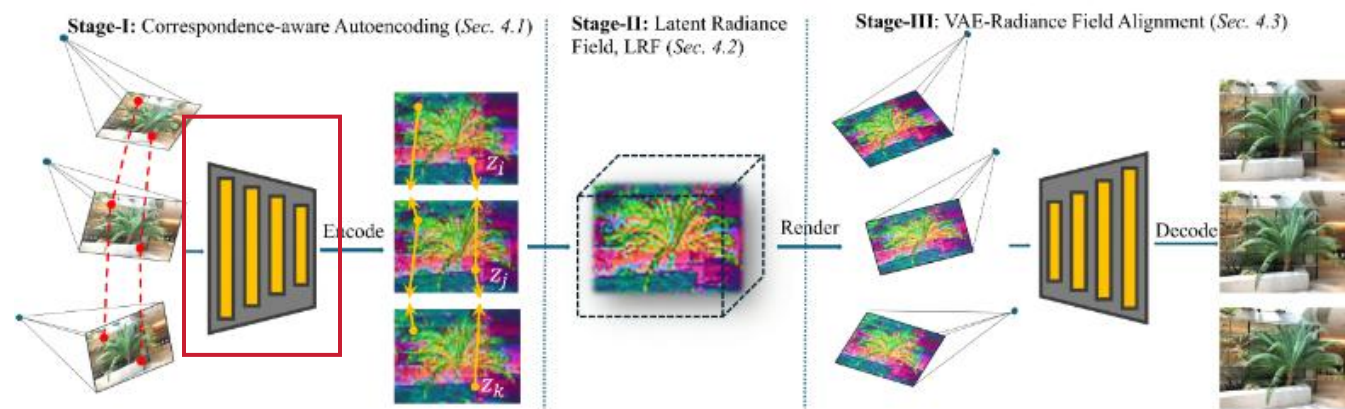 Stage-I: Correspondence-aware Autoencoding (Sec. 4.1)
Stage-II: Latent Radiance
Field, LRF (Sec. 4.2)
Stage-III: VAE-Radiance Field Alignment (Sec. 4.3)
Encode
Z_i
Z_j
Z_k
Render
Decode